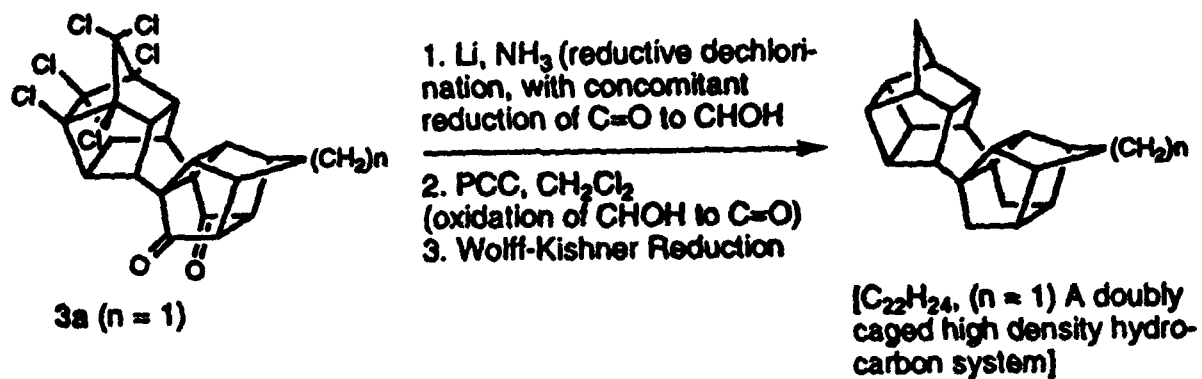 Cl
Cl
Cl
Cl
Cl
Cl
O
O
(CH2)n
3a (n = 1)
1. Li, NH3 (reductive dechlori-
nation, with concomitant
reduction of C=O to CHOH
2. PCC, CH2Cl2
(oxidation of CHOH to C=O)
3. Wolff-Kishner Reduction
(CH2)n
[C22H24, (n = 1) A doubly
caged high density hydro-
carbon system]